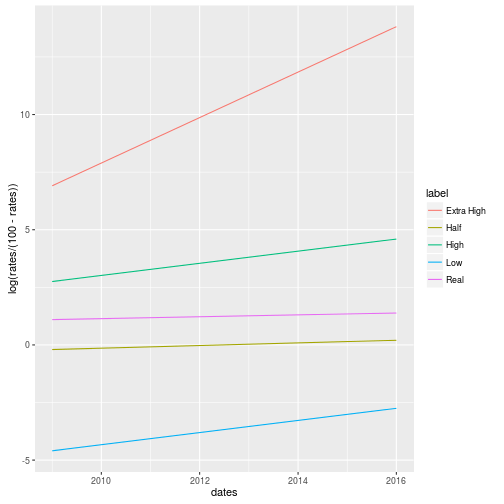 10
5
0
-5
log(rates/(100 - rates))
2010
2012
2014
2016
dates
label
Extra High
Half
High
Low
Real